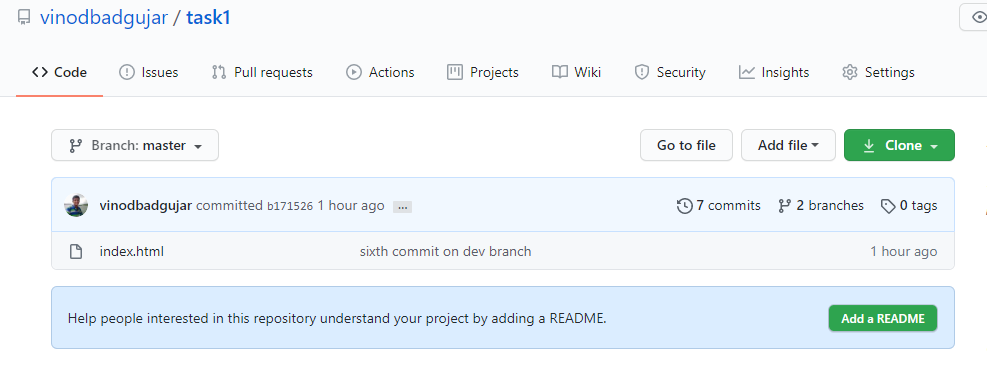 vinodbadgujar / task1
Code Issues Pull requests Actions Projects Wiki Security Insights Settings
Branch: master Go to file Add file Clone
vinodbadgujar committed b171526 1 hour ago ... 7 commits 2 branches 0 tags
index.html sixth commit on dev branch 1 hour ago
Help people interested in this repository understand your project by adding a README. Add a README